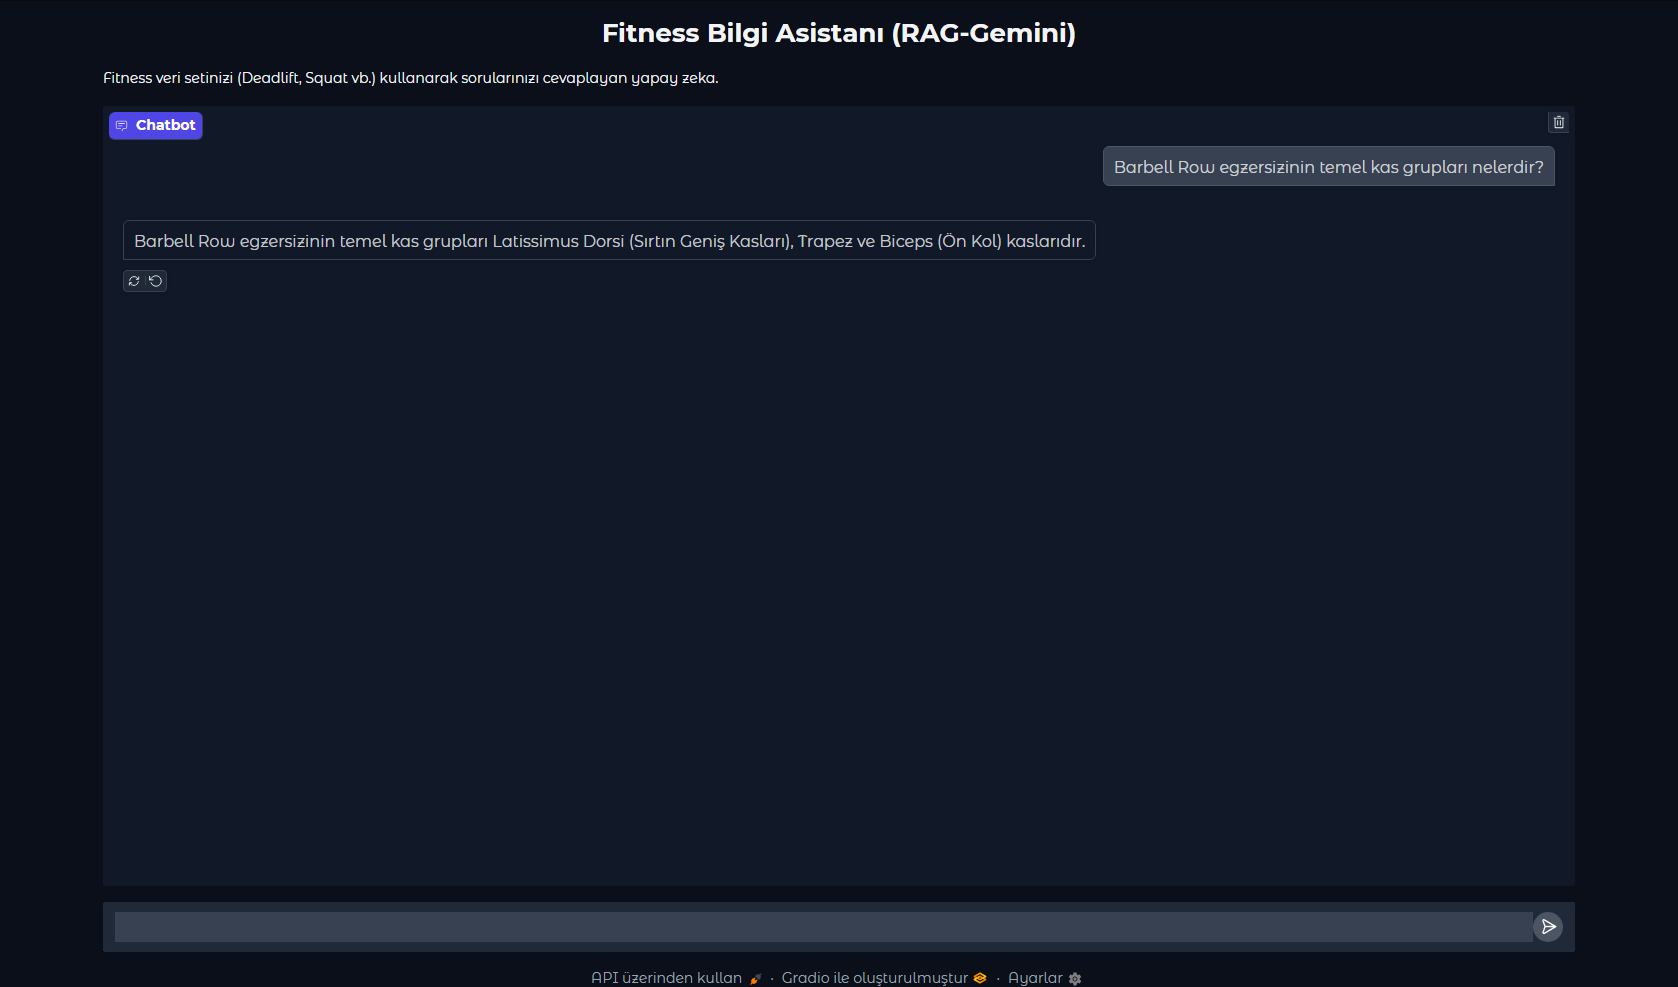 Fitness Bilgi Asistanı (RAG-Gemini)
Fitness veri setinizi (Deadlift, Squat vb.) kullanarak sorularınızı cevaplayan yapay zeka.
Chatbot
Barbell Row egzersizinin temel kas grupları nelerdir?
Barbell Row egzersizinin temel kas grupları Latissimus Dorsi (Sırtın Geniş Kasları), Trapez ve Biceps (Ön Kol) kaslarıdır.
API üzerinden kullan · Gradio ile oluşturulmuştur · Ayarlar